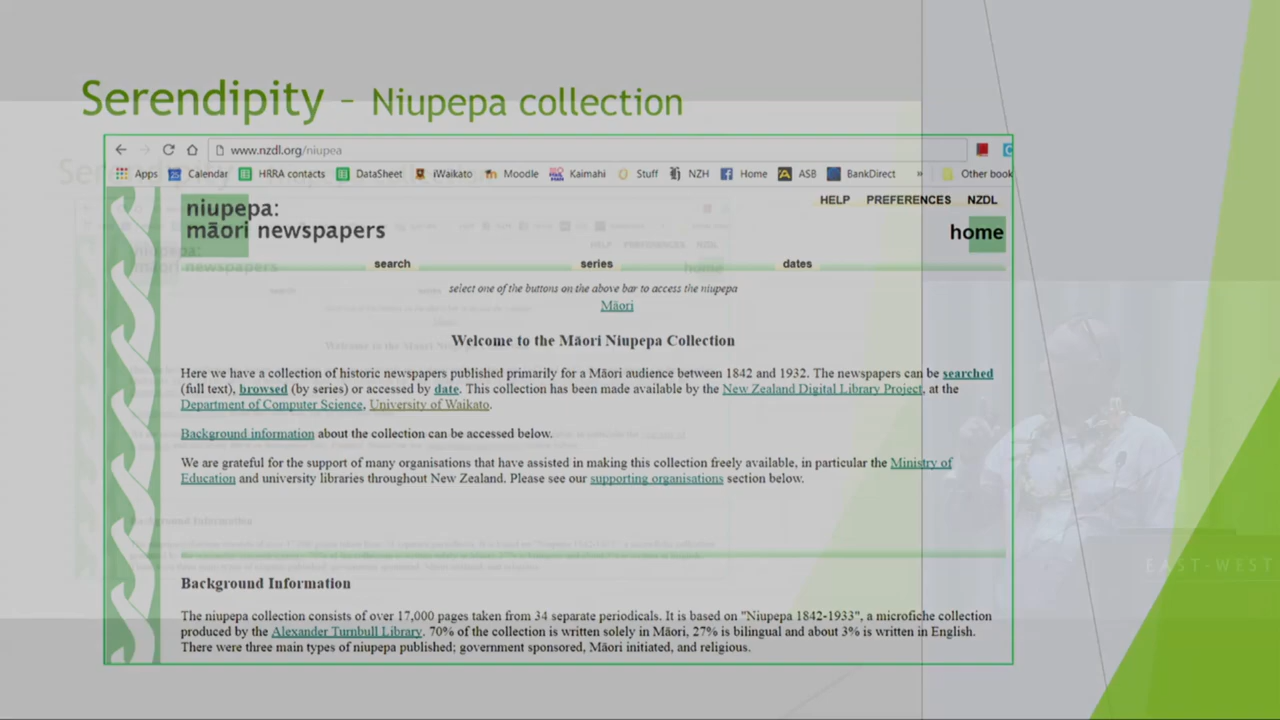 Serendipity – Niupepa collection
www.nzdl.org/niupea
Apps Calendar HRRA contacts DataSheet iWaikato Moodle Kaimahi Stuff NZH Home ASB BankDirect » Other book
niupepa:
māori newspapers
HELP PREFERENCES NZDL
home
search series dates
select one of the buttons on the above bar to access the niupepa
Māori
Welcome to the Māori Niupepa Collection
Here we have a collection of historic newspapers published primarily for a Māori audience between 1842 and 1932. The newspapers can be searched
(full text), browsed (by series) or accessed by date. This collection has been made available by the New Zealand Digital Library Project, at the
Department of Computer Science, University of Waikato.
Background information about the collection can be accessed below.
We are grateful for the support of many organisations that have assisted in making this collection freely available, in particular the Ministry of
Education and university libraries throughout New Zealand. Please see our supporting organisations section below.
Background Information
The niupepa collection consists of over 17,000 pages taken from 34 separate periodicals. It is based on "Niupepa 1842-1933", a microfiche collection
produced by the Alexander Turnbull Library. 70% of the collection is written solely in Māori, 27% is bilingual and about 3% is written in English.
There were three main types of niupepa published; government sponsored, Māori initiated, and religious.
EAST-WEST